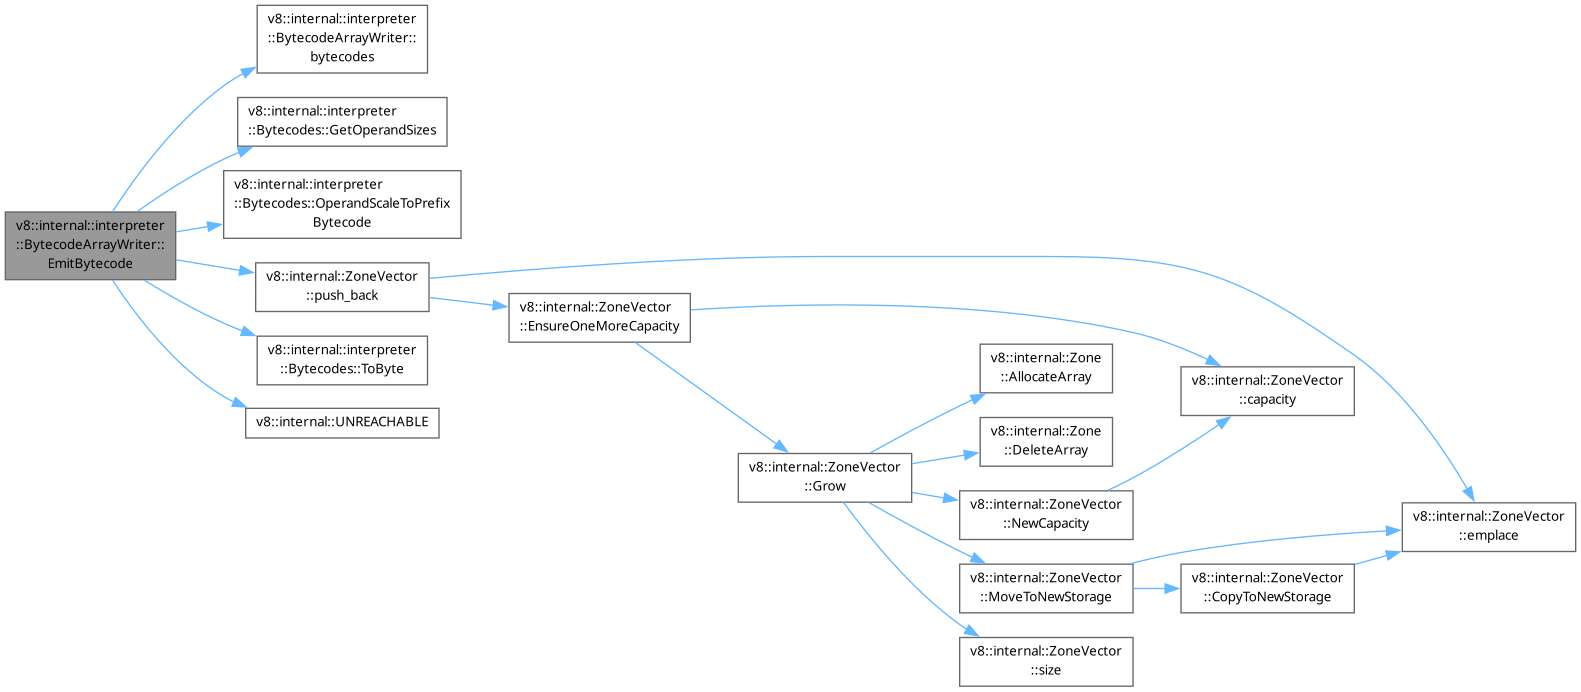 v8::internal::interpreter
::BytecodeArrayWriter::
bytecodes
v8::internal::interpreter
::Bytecodes::GetOperandSizes
v8::internal::interpreter
::Bytecodes::OperandScaleToPrefix
Bytecode
v8::internal::interpreter
::BytecodeArrayWriter::
EmitBytecode
v8::internal::ZoneVector
::push_back
v8::internal::ZoneVector
::EnsureOneMoreCapacity
v8::internal::interpreter
::Bytecodes::ToByte
v8::internal::UNREACHABLE
v8::internal::Zone
::AllocateArray
v8::internal::ZoneVector
::capacity
v8::internal::Zone
::DeleteArray
v8::internal::ZoneVector
::Grow
v8::internal::ZoneVector
::NewCapacity
v8::internal::ZoneVector
::emplace
v8::internal::ZoneVector
::MoveToNewStorage
v8::internal::ZoneVector
::CopyToNewStorage
v8::internal::ZoneVector
::size